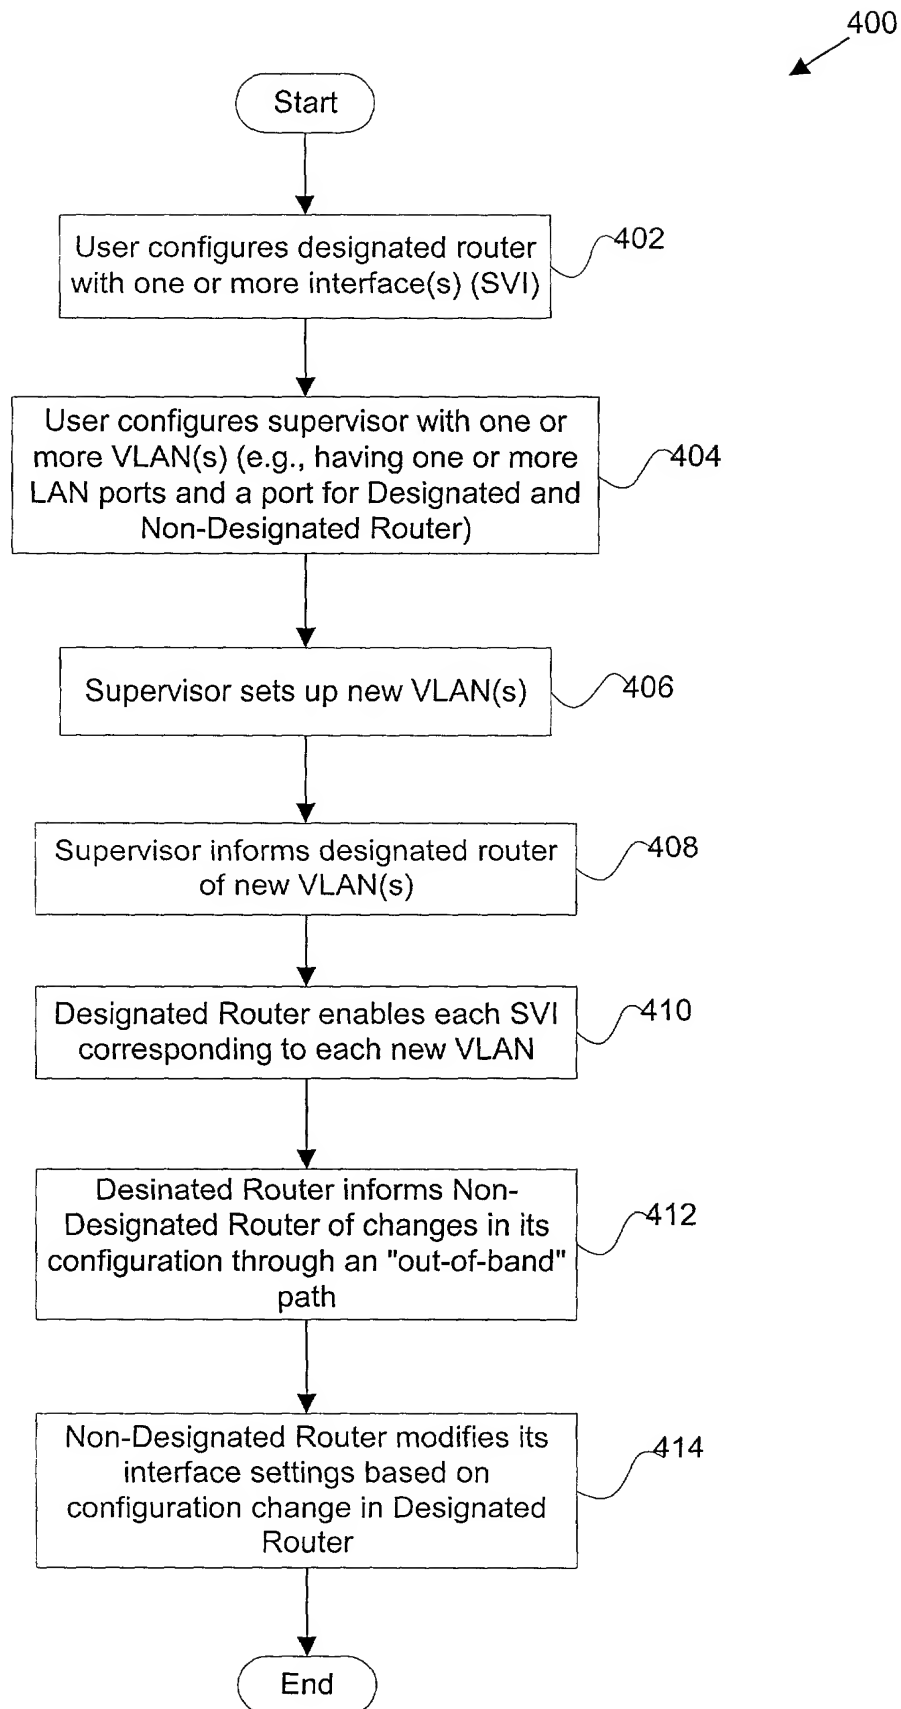 400
Start
User configures designated router
with one or more interface(s) (SVI)
402
User configures supervisor with one or
more VLAN(s) (e.g., having one or more
LAN ports and a port for Designated and
Non-Designated Router)
404
Supervisor sets up new VLAN(s)
406
Supervisor informs designated router
of new VLAN(s)
408
Designated Router enables each SVI
corresponding to each new VLAN
410
Desinated Router informs Non-
Designated Router of changes in its
configuration through an "out-of-band"
path
412
Non-Designated Router modifies its
interface settings based on
configuration change in Designated
Router
414
End